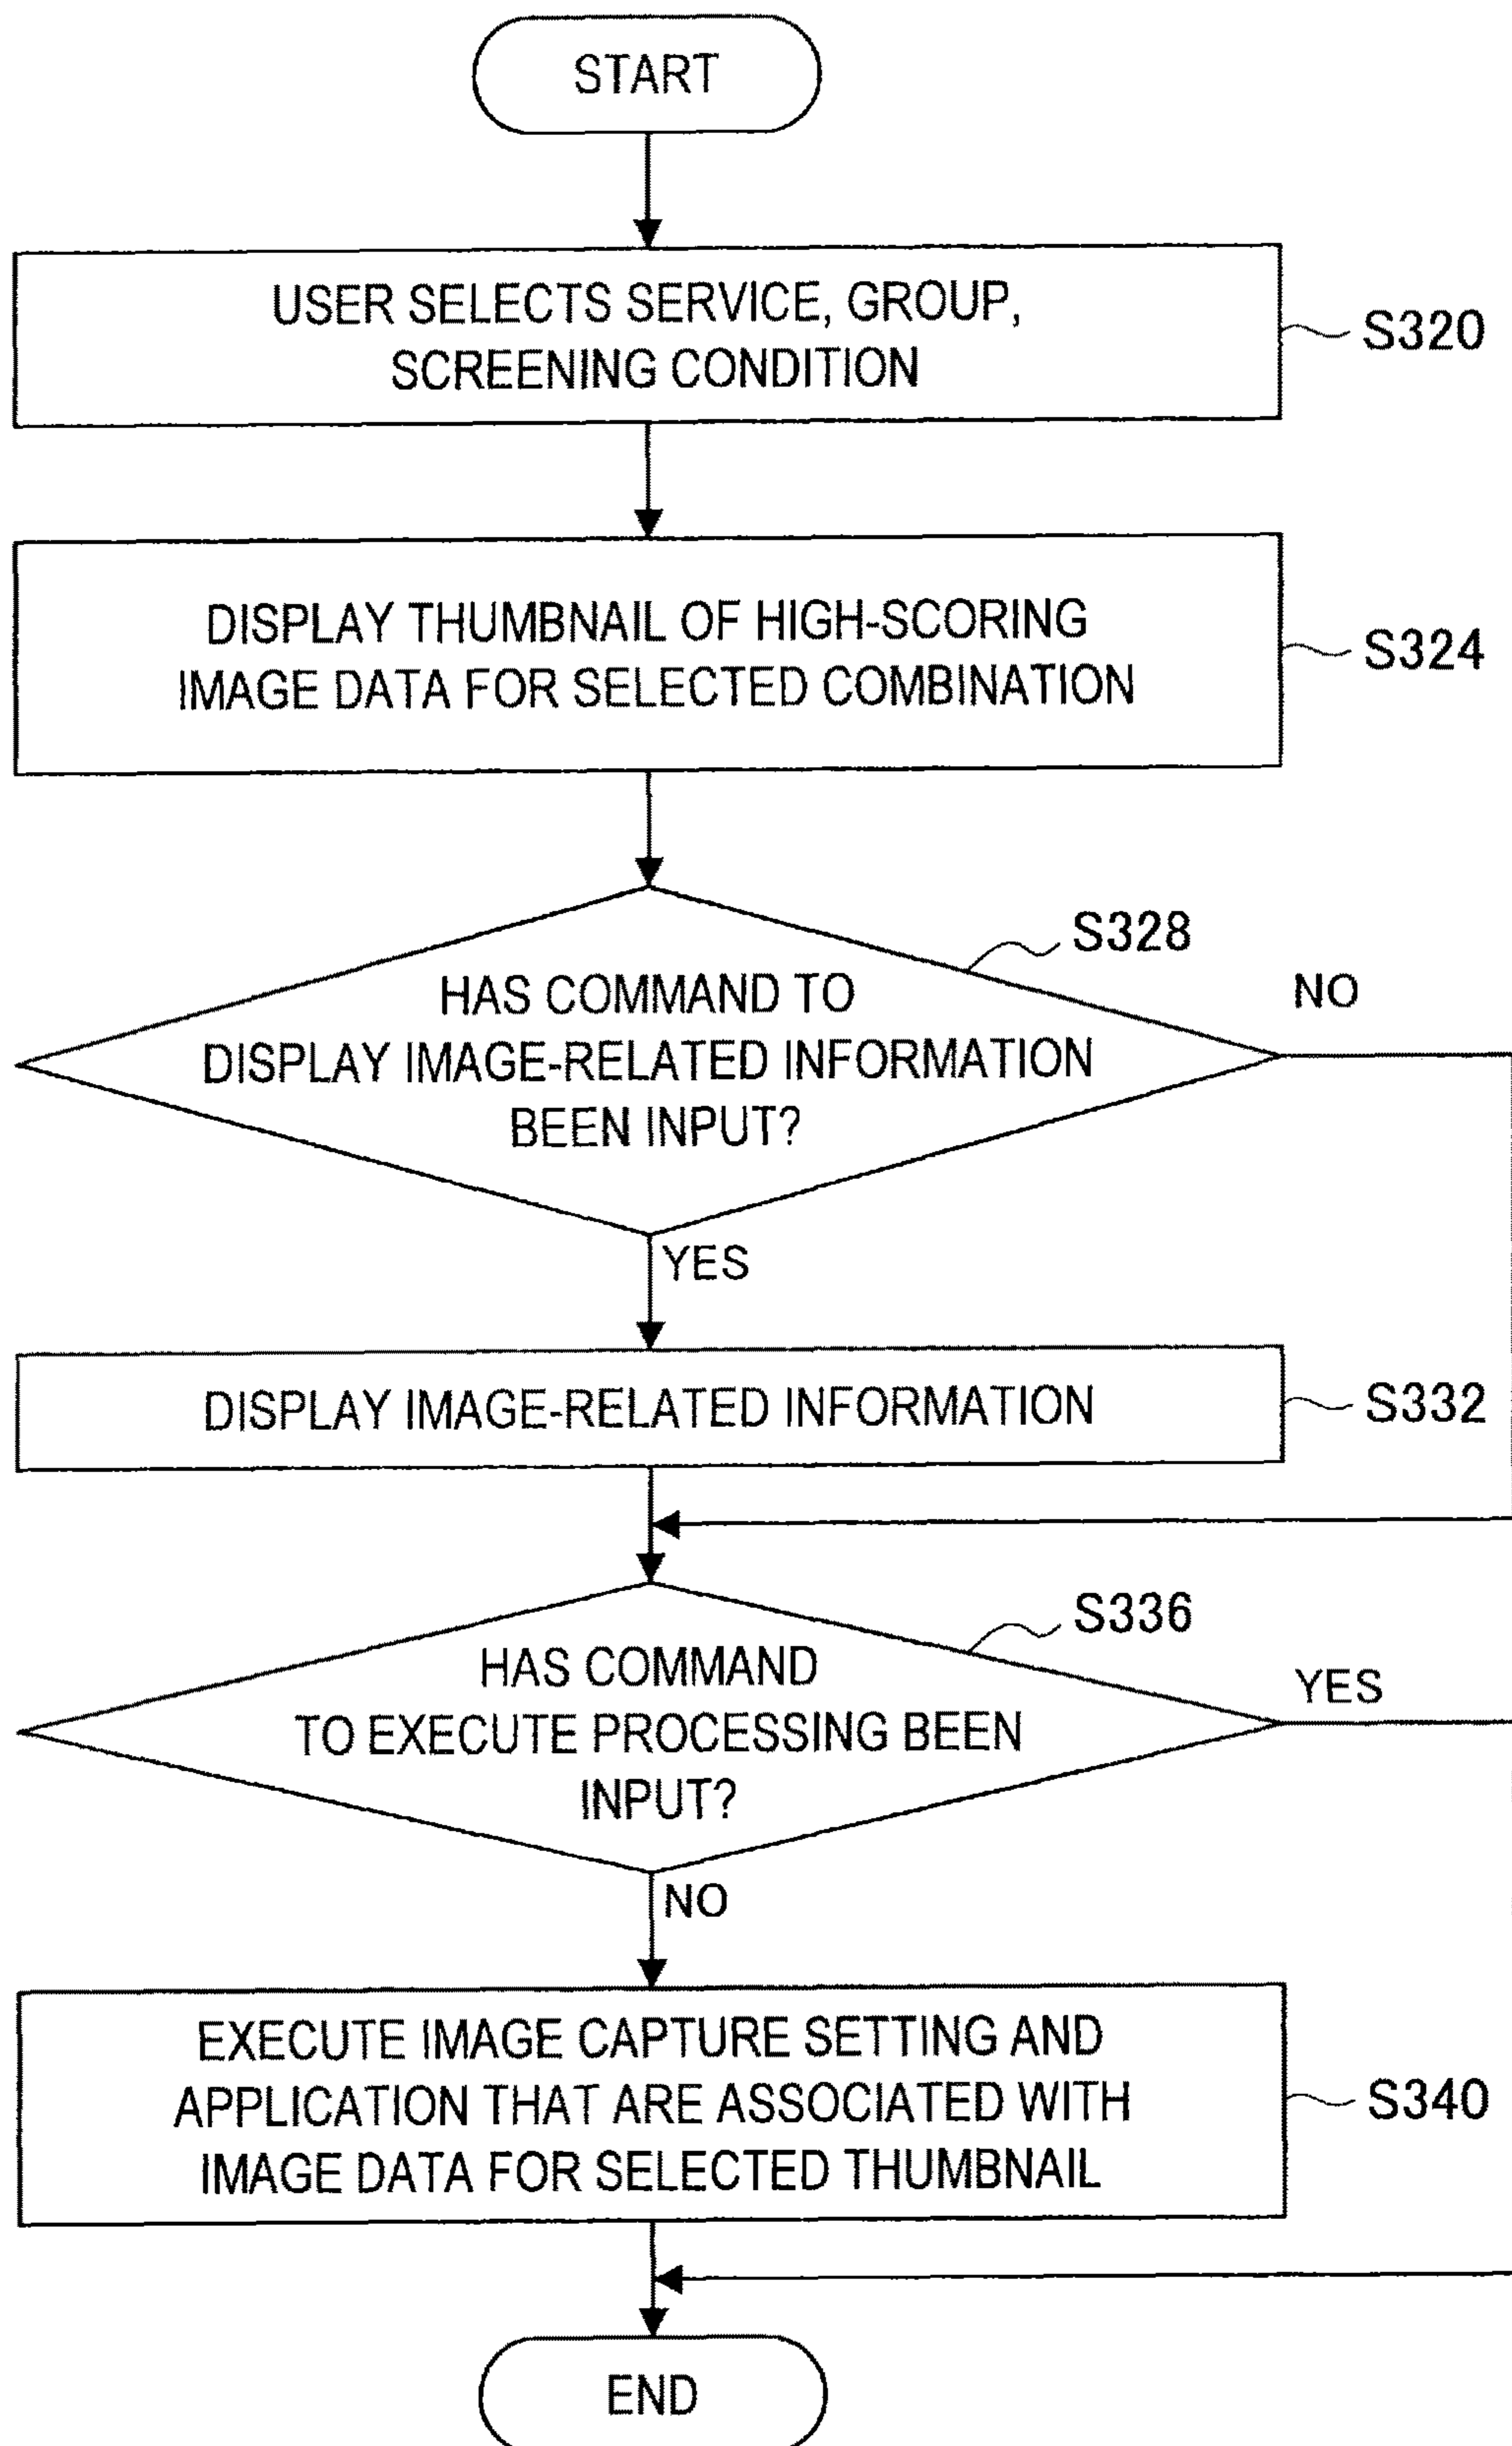 START
USER SELECTS SERVICE, GROUP,
SCREENING CONDITION
S320
DISPLAY THUMBNAIL OF HIGH-SCORING
IMAGE DATA FOR SELECTED COMBINATION
S324
S328
HAS COMMAND TO
DISPLAY IMAGE-RELATED INFORMATION
BEEN INPUT?
NO
YES
DISPLAY IMAGE-RELATED INFORMATION
S332
S336
HAS COMMAND
TO EXECUTE PROCESSING BEEN
INPUT?
YES
NO
EXECUTE IMAGE CAPTURE SETTING AND
APPLICATION THAT ARE ASSOCIATED WITH
IMAGE DATA FOR SELECTED THUMBNAIL
S340
END